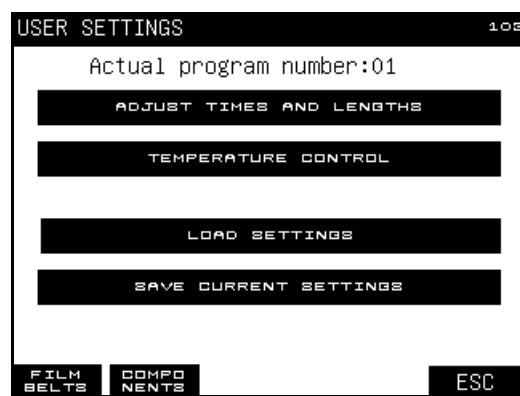 USER SETTINGS 103
Actual program number:01
ADJUST TIMES AND LENGTHS
TEMPERATURE CONTROL
LOAD SETTINGS
SAVE CURRENT SETTINGS
FILM
BELTS
COMPO
NENTS
ESC